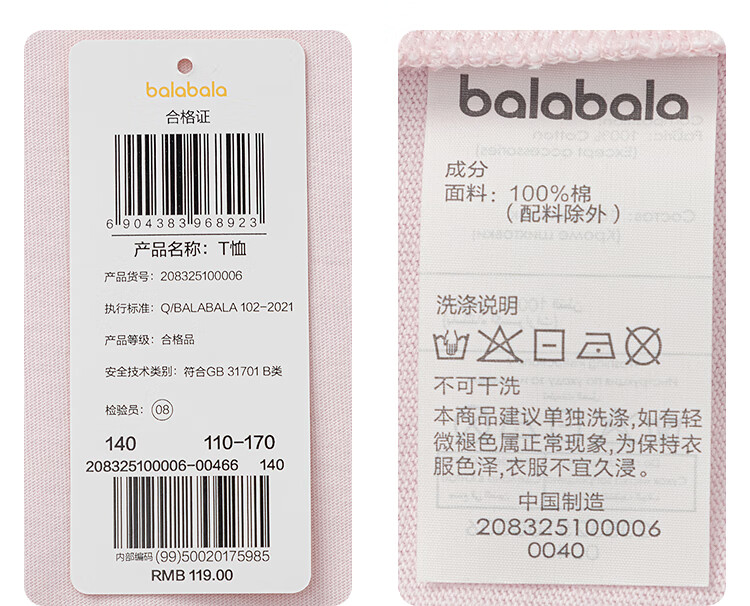 balabala
合格证
6904383968923
产品名称：T恤
产品货号：208325100006
执行标准：Q/BALABALA 102-2021
产品等级：合格品
安全技术类别：符合GB 31701 B类
检验员：08
140 110-170
208325100006-00466 140
内部编码 (99)50020175985
RMB 119.00
balabala
成分
面料：100%棉
（配料除外）
洗涤说明
不可干洗
本商品建议单独洗涤,如有轻
微褪色属正常现象,为保持衣
服色泽,衣服不宜久浸。
中国制造
208325100006
0040